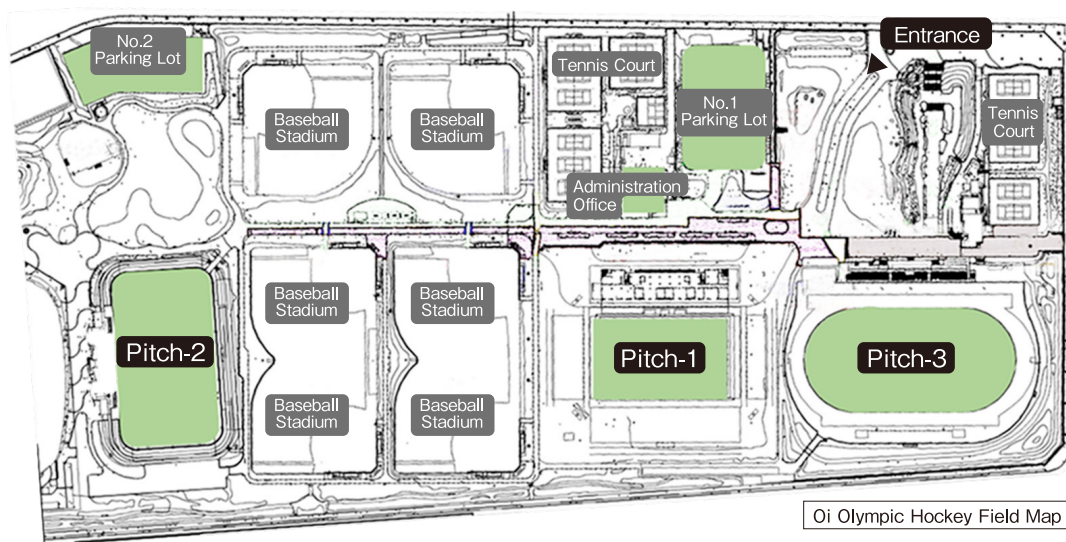 No.2
Parking Lot
Entrance
Tennis Court
No.1
Parking Lot
Baseball
Stadium
Baseball
Stadium
Tennis
Court
Administration
Office
Baseball
Stadium
Baseball
Stadium
Pitch-2
Pitch-1
Pitch-3
Baseball
Stadium
Baseball
Stadium
Oi Olympic Hockey Field Map